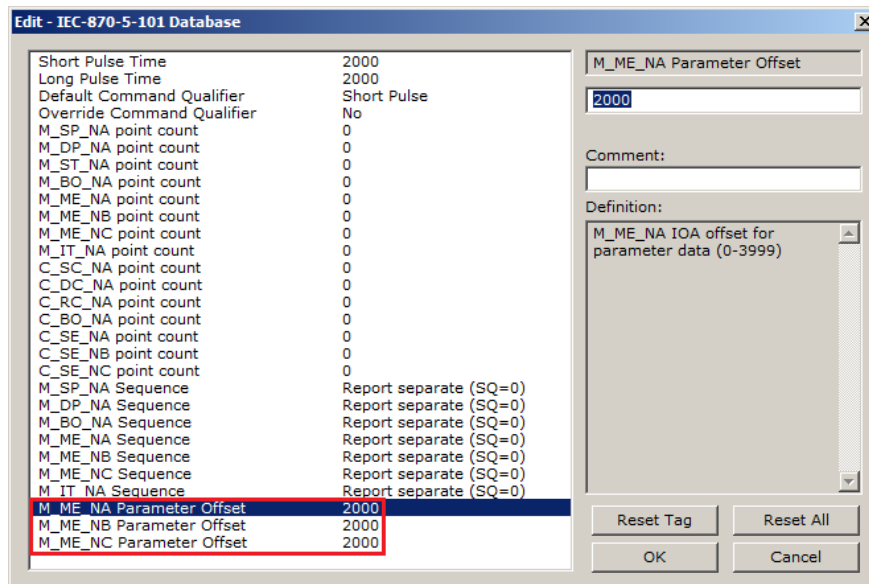 Edit - IEC-870-5-101 Database
Short Pulse Time 2000
Long Pulse Time 2000
Default Command Qualifier Short Pulse
Override Command Qualifier No
M_SP_NA point count 0
M_DP_NA point count 0
M_ST_NA point count 0
M_BO_NA point count 0
M_ME_NA point count 0
M_ME_NB point count 0
M_ME_NC point count 0
M_IT_NA point count 0
C_SC_NA point count 0
C_DC_NA point count 0
C_RC_NA point count 0
C_BO_NA point count 0
C_SE_NA point count 0
C_SE_NB point count 0
C_SE_NC point count 0
M_SP_NA Sequence Report separate (SQ=0)
M_DP_NA Sequence Report separate (SQ=0)
M_BO_NA Sequence Report separate (SQ=0)
M_ME_NA Sequence Report separate (SQ=0)
M_ME_NB Sequence Report separate (SQ=0)
M_ME_NC Sequence Report separate (SQ=0)
M_IT_NA Sequence Report separate (SQ=0)
M_ME_NA Parameter Offset 2000
M_ME_NB Parameter Offset 2000
M_ME_NC Parameter Offset 2000
M_ME_NA Parameter Offset
2000
Comment:
Definition:
M_ME_NA IOA offset for
parameter data (0-3999)
Reset Tag Reset All
OK Cancel